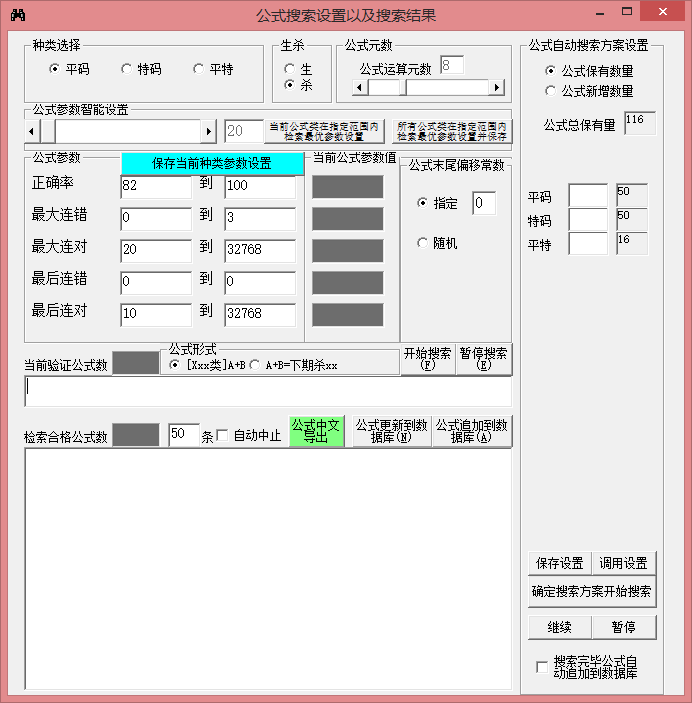 公式搜索设置以及搜索结果
种类选择
平码
特码
平特
生杀
生
杀
公式元数
公式运算元数
8
公式参数智能设置
20
当前公式类在指定范围内
检索最优参数设置
所有公式类在指定范围内
检索最优参数设置并保存
公式参数
保存当前种类参数设置
当前公式参数值
正确率
82
到
100
最大连错
0
到
3
最大连对
20
到
32768
最后连错
0
到
0
最后连对
10
到
32768
公式末尾偏移常数
指定
0
随机
当前验证公式数
公式形式
[Xxx类]A+B
A+B=下期杀xx
开始搜索
(F)
暂停搜索
(E)
检索合格公式数
50
条
自动中止
公式中文
导出
公式更新到数
据库(N)
公式追加到数
据库(A)
公式自动搜索方案设置
公式保有数量
公式新增数量
公式总保有量
116
平码
50
特码
50
平特
16
保存设置
调用设置
确定搜索方案开始搜索
继续
暂停
搜索完毕公式自
动追加到数据库